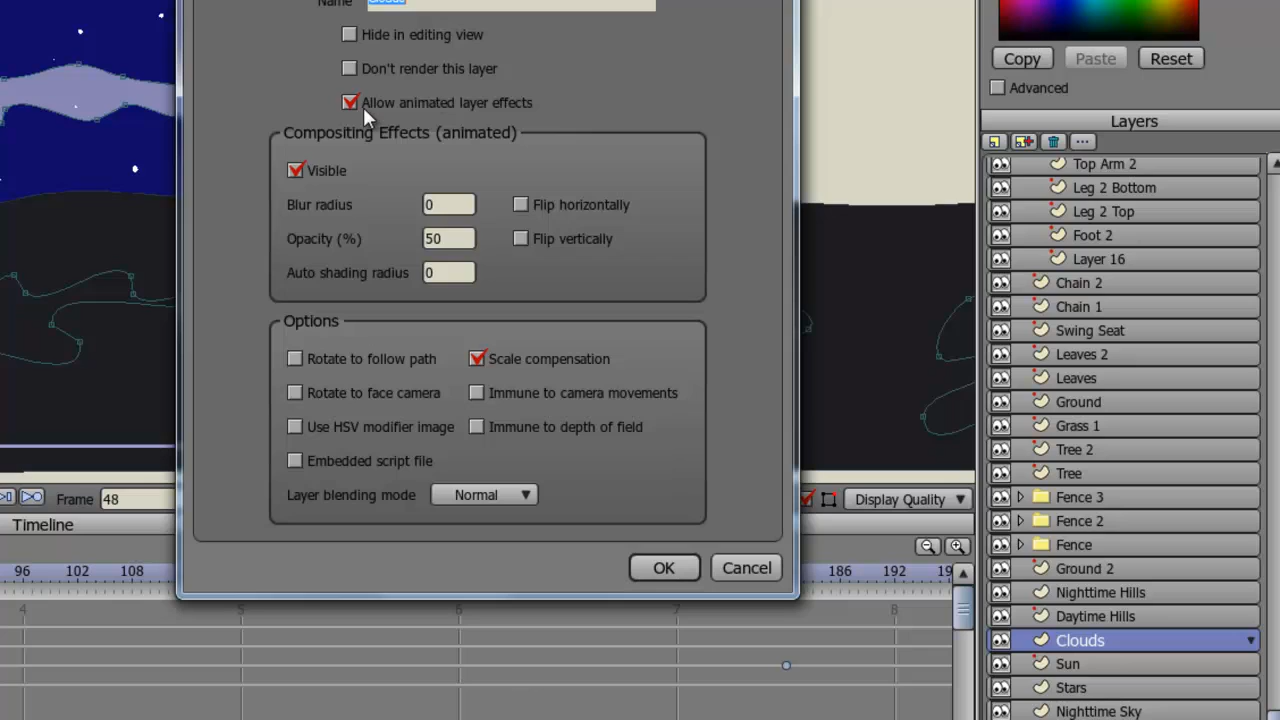 Name Clouds
Hide in editing view
Don't render this layer
Allow animated layer effects
Compositing Effects (animated)
Visible
Blur radius 0 Flip horizontally
Opacity (%) 50 Flip vertically
Auto shading radius 0
Options
Rotate to follow path Scale compensation
Rotate to face camera Immune to camera movements
Use HSV modifier image Immune to depth of field
Embedded script file
Layer blending mode Normal
OK Cancel
Frame 48
Display Quality
Timeline
96 102 108 186 192 19
4 5 6 7 8
Copy Paste Reset
Advanced
Layers
Top Arm 2
Leg 2 Bottom
Leg 2 Top
Foot 2
Layer 16
Chain 2
Chain 1
Swing Seat
Leaves 2
Leaves
Ground
Grass 1
Tree 2
Tree
Fence 3
Fence 2
Fence
Ground 2
Nighttime Hills
Daytime Hills
Clouds
Sun
Stars
Nighttime Sky